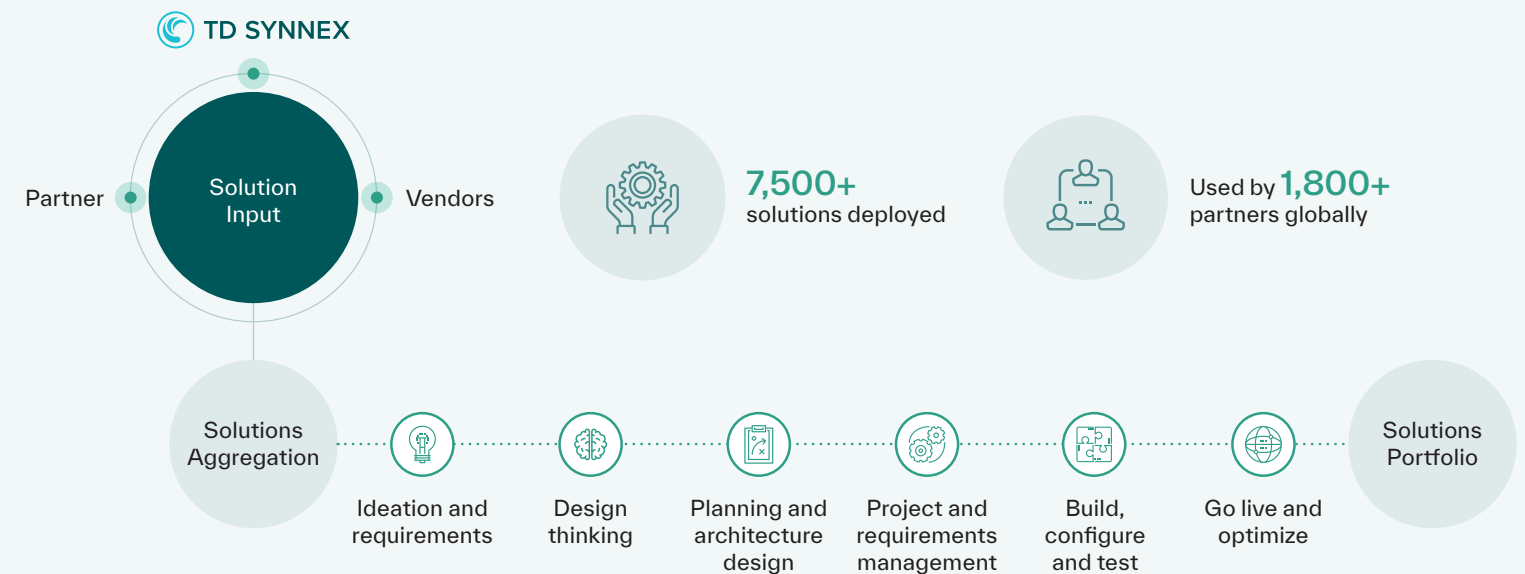 TD SYNNEX
Partner
Solution
Input
Vendors
7,500+
solutions deployed
Used by 1,800+
partners globally
Solutions
Aggregation
Ideation and
requirements
Design
thinking
Planning and
architecture
design
Project and
requirements
management
Build,
configure
and test
Go live and
optimize
Solutions
Portfolio